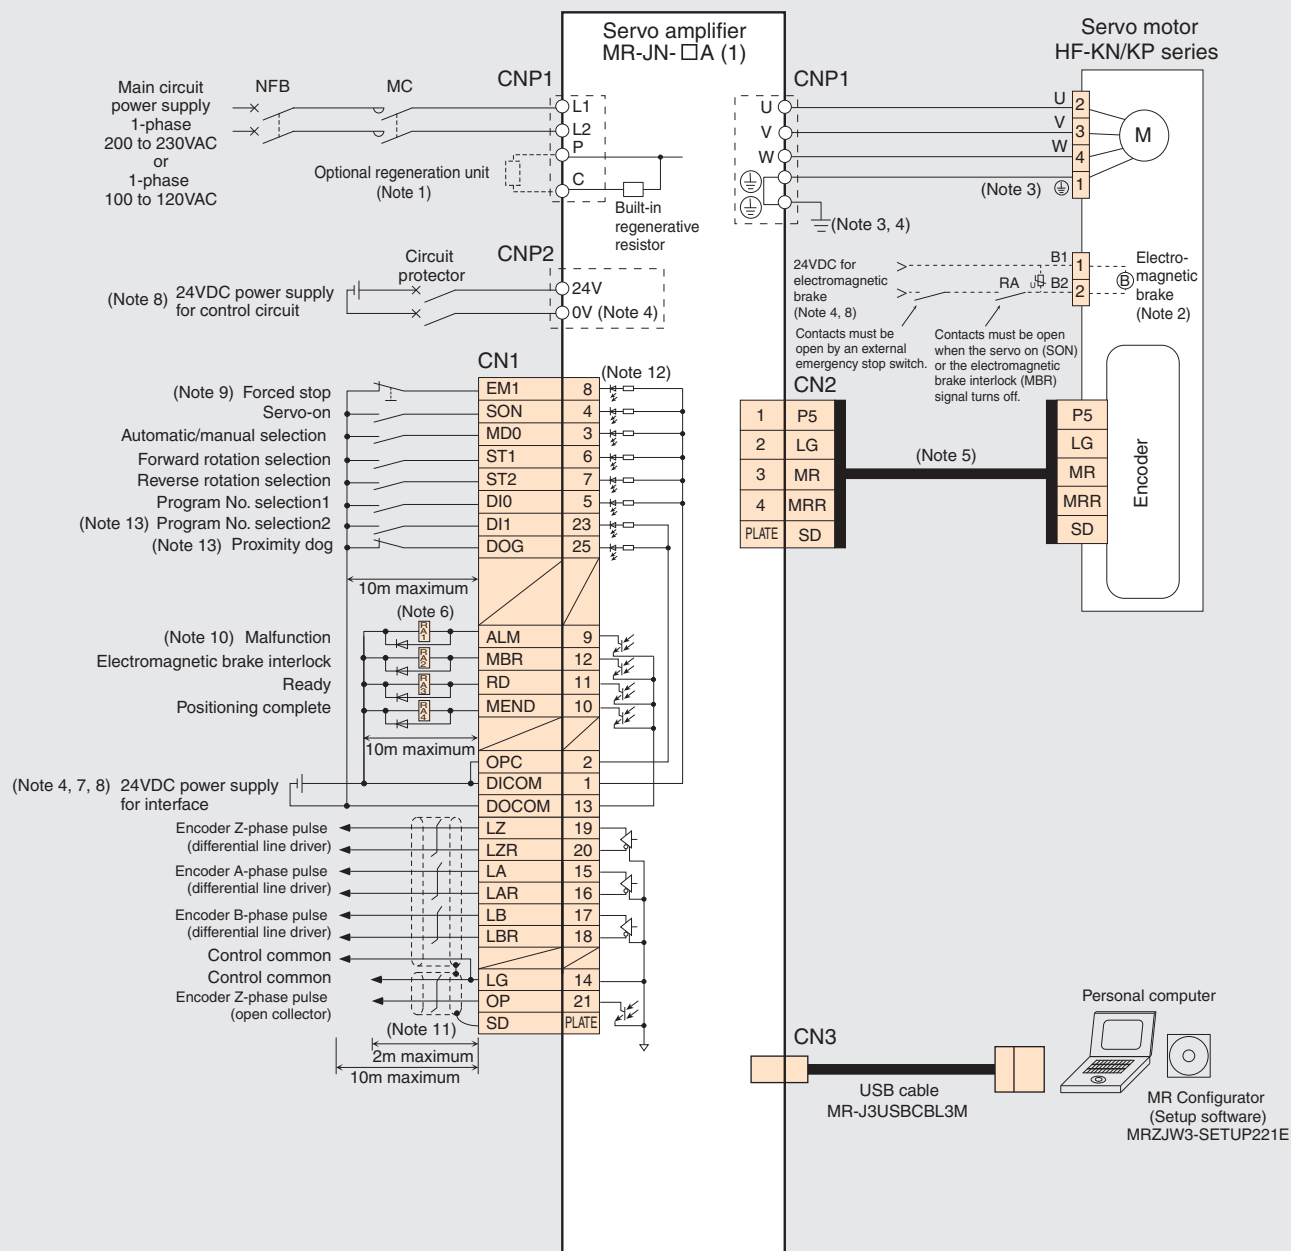 Servo amplifier
MR-JN-□A (1)
Servo motor
HF-KN/KP series
Main circuit
power supply
1-phase
200 to 230VAC
or
1-phase
100 to 120VAC
NFB
MC
CNP1
L1
L2
P
C
Optional regeneration unit
(Note 1)
Built-in
regenerative
resistor
CNP1
U
V
W
U
V
W
2
3
4
1
M
(Note 3)
(Note 3, 4)
CNP2
Circuit
protector
(Note 8) 24VDC power supply
for control circuit
24V
0V (Note 4)
24VDC for
electromagnetic
brake
(Note 4, 8)
B1
RA
U
B2
1
2
B
Electro-
magnetic
brake
(Note 2)
Contacts must be
open by an external
emergency stop switch.
Contacts must be open
when the servo on (SON)
or the electromagnetic
brake interlock (MBR)
signal turns off.
CN1
(Note 12)
(Note 9) Forced stop EM1 8
Servo-on SON 4
Automatic/manual selection MD0 3
Forward rotation selection ST1 6
Reverse rotation selection ST2 7
Program No. selection1 DI0 5
(Note 13) Program No. selection2 DI1 23
(Note 13) Proximity dog DOG 25
10m maximum
(Note 6)
(Note 10) Malfunction RA1 ALM 9
Electromagnetic brake interlock RA2 MBR 12
Ready RA3 RD 11
Positioning complete RA4 MEND 10
10m maximum
OPC 2
(Note 4, 7, 8) 24VDC power supply
for interface
DICOM 1
DOCOM 13
Encoder Z-phase pulse
(differential line driver)
LZ 19
LZR 20
Encoder A-phase pulse
(differential line driver)
LA 15
LAR 16
Encoder B-phase pulse
(differential line driver)
LB 17
LBR 18
Control common
Control common LG 14
Encoder Z-phase pulse
(open collector)
OP 21
(Note 11)
SD PLATE
2m maximum
10m maximum
CN2
1 P5
2 LG
3 MR
4 MRR
PLATE SD
(Note 5)
P5
LG
MR
MRR
SD
Encoder
CN3
USB cable
MR-J3USBCBL3M
Personal computer
MR Configurator
(Setup software)
MRZJW3-SETUP221E